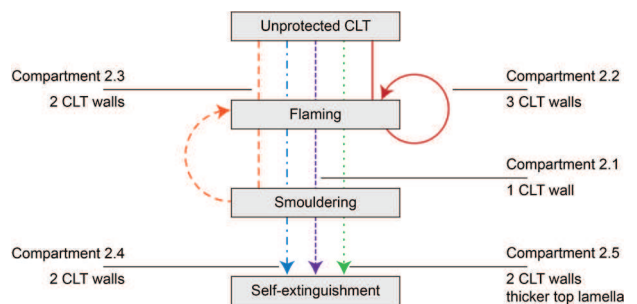 Unprotected CLT
Compartment 2.3
2 CLT walls
Compartment 2.2
3 CLT walls
Flaming
Compartment 2.1
1 CLT wall
Smouldering
Compartment 2.4
2 CLT walls
Compartment 2.5
2 CLT walls
thicker top lamella
Self-extinguishment